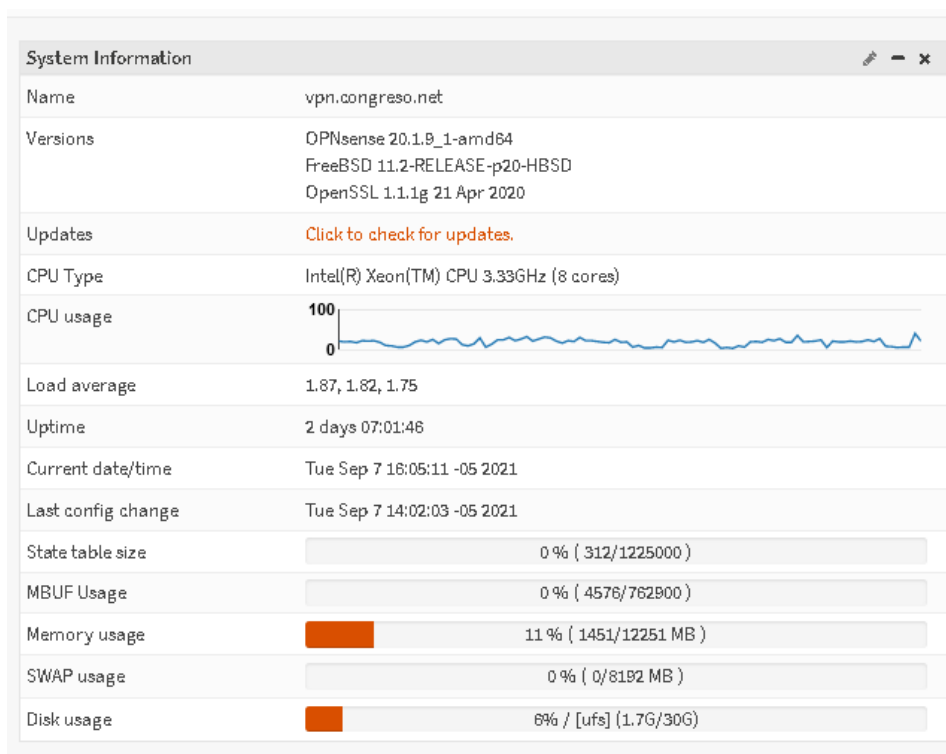 System Information
Name vpn.congreso.net
Versions OPNsense 20.1.9_1-amd64
FreeBSD 11.2-RELEASE-p20-HBSD
OpenSSL 1.1.1g 21 Apr 2020
Updates Click to check for updates.
CPU Type Intel(R) Xeon(TM) CPU 3.33GHz (8 cores)
CPU usage 100
0
Load average 1.87, 1.82, 1.75
Uptime 2 days 07:01:46
Current date/time Tue Sep 7 16:05:11 -05 2021
Last config change Tue Sep 7 14:02:03 -05 2021
State table size 0 % ( 312/1225000 )
MBUF Usage 0 % ( 4576/762900 )
Memory usage 11 % ( 1451/12251 MB )
SWAP usage 0 % ( 0/8192 MB )
Disk usage 6% / [ufs] (1.7G/30G)